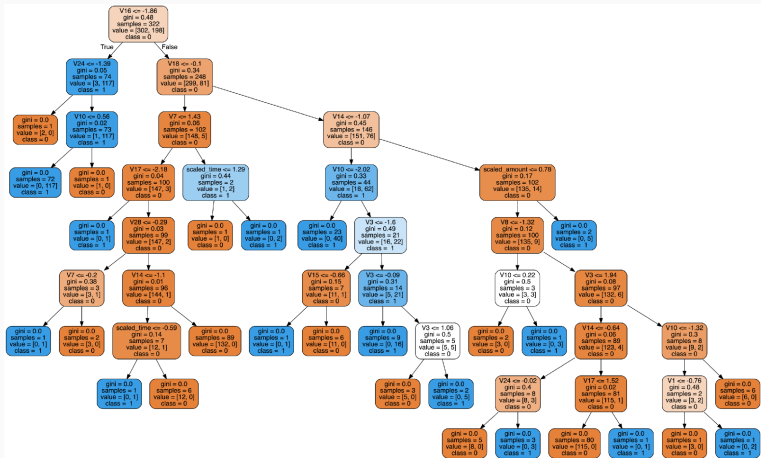 V16 <= -1.86
gini = 0.48
samples = 322
value = [302, 198]
class = 0
True
False
V24 <= -1.39
gini = 0.05
samples = 74
value = [3, 117]
class = 1
V18 <= -0.1
gini = 0.34
samples = 248
value = [299, 81]
class = 0
gini = 0.0
samples = 1
value = [2, 0]
class = 0
V10 <= 0.56
gini = 0.02
samples = 73
value = [1, 117]
class = 1
V7 <= 1.43
gini = 0.06
samples = 102
value = [148, 5]
class = 0
V14 <= -1.07
gini = 0.45
samples = 146
value = [151, 76]
class = 0
gini = 0.0
samples = 72
value = [0, 117]
class = 1
gini = 0.0
samples = 1
value = [1, 0]
class = 0
V17 <= -2.18
gini = 0.04
samples = 100
value = [147, 3]
class = 0
scaled_time <= 1.29
gini = 0.44
samples = 2
value = [1, 2]
class = 1
V10 <= -2.02
gini = 0.33
samples = 44
value = [16, 62]
class = 1
scaled_amount <= 0.78
gini = 0.17
samples = 102
value = [135, 14]
class = 0
gini = 0.0
samples = 1
value = [0, 1]
class = 1
V28 <= -0.29
gini = 0.03
samples = 99
value = [147, 2]
class = 0
gini = 0.0
samples = 1
value = [1, 0]
class = 0
gini = 0.0
samples = 1
value = [0, 2]
class = 1
gini = 0.0
samples = 23
value = [0, 40]
class = 1
V3 <= -1.6
gini = 0.49
samples = 21
value = [16, 22]
class = 1
V8 <= -1.32
gini = 0.12
samples = 100
value = [135, 9]
class = 0
gini = 0.0
samples = 2
value = [0, 5]
class = 1
V7 <= -0.2
gini = 0.38
samples = 3
value = [3, 1]
class = 0
V14 <= -1.1
gini = 0.01
samples = 96
value = [144, 1]
class = 0
V15 <= -0.66
gini = 0.15
samples = 7
value = [11, 1]
class = 0
V3 <= -0.09
gini = 0.31
samples = 14
value = [5, 21]
class = 1
V10 <= 0.22
gini = 0.5
samples = 3
value = [3, 3]
class = 0
V3 <= 1.94
gini = 0.08
samples = 97
value = [132, 6]
class = 0
gini = 0.0
samples = 1
value = [0, 1]
class = 1
gini = 0.0
samples = 2
value = [3, 0]
class = 0
scaled_time <= -0.59
gini = 0.14
samples = 7
value = [12, 1]
class = 0
gini = 0.0
samples = 89
value = [132, 0]
class = 0
gini = 0.0
samples = 1
value = [0, 1]
class = 1
gini = 0.0
samples = 6
value = [11, 0]
class = 0
gini = 0.0
samples = 9
value = [0, 16]
class = 1
V3 <= 1.06
gini = 0.5
samples = 5
value = [5, 5]
class = 0
gini = 0.0
samples = 2
value = [3, 0]
class = 0
gini = 0.0
samples = 1
value = [0, 3]
class = 1
V14 <= -0.64
gini = 0.06
samples = 89
value = [123, 4]
class = 0
V10 <= -1.32
gini = 0.3
samples = 8
value = [9, 2]
class = 0
gini = 0.0
samples = 1
value = [0, 1]
class = 1
gini = 0.0
samples = 6
value = [12, 0]
class = 0
gini = 0.0
samples = 3
value = [5, 0]
class = 0
gini = 0.0
samples = 2
value = [0, 5]
class = 1
V24 <= -0.02
gini = 0.4
samples = 8
value = [8, 3]
class = 0
V17 <= 1.52
gini = 0.02
samples = 81
value = [115, 1]
class = 0
V1 <= -0.76
gini = 0.48
samples = 2
value = [3, 2]
class = 0
gini = 0.0
samples = 6
value = [6, 0]
class = 0
gini = 0.0
samples = 5
value = [8, 0]
class = 0
gini = 0.0
samples = 3
value = [0, 3]
class = 1
gini = 0.0
samples = 80
value = [115, 0]
class = 0
gini = 0.0
samples = 1
value = [0, 1]
class = 1
gini = 0.0
samples = 1
value = [3, 0]
class = 0
gini = 0.0
samples = 1
value = [0, 2]
class = 1